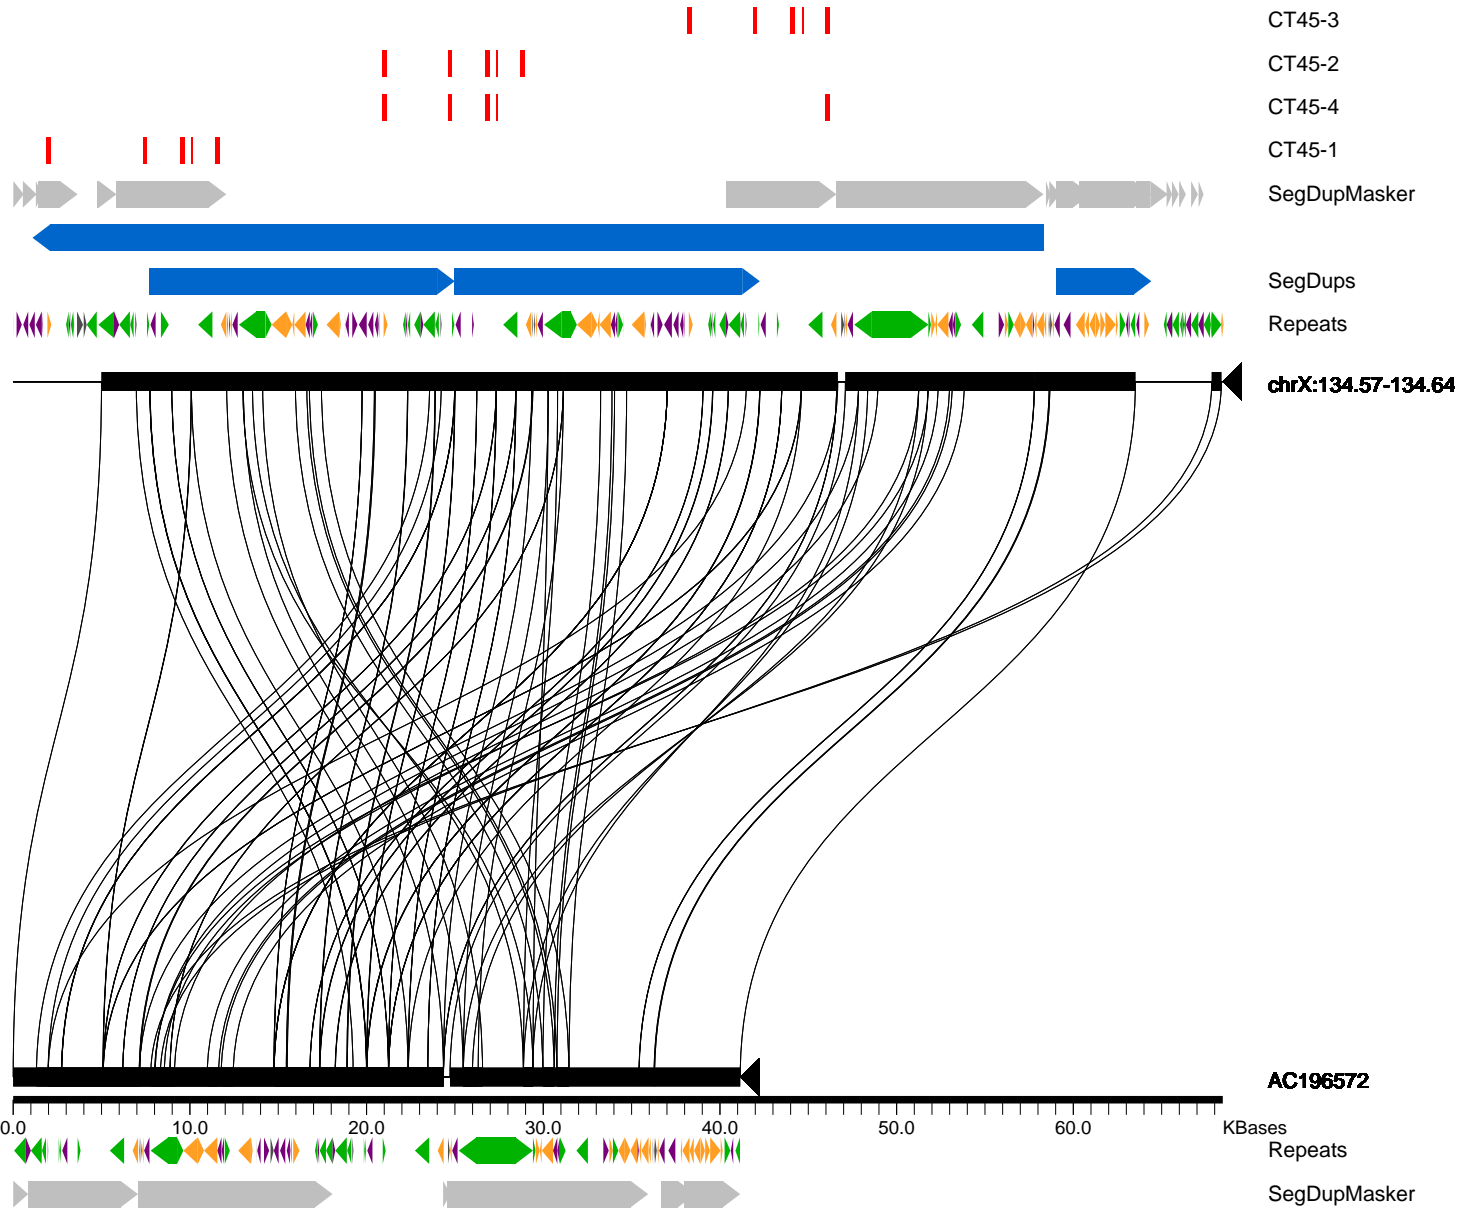 CT45-3
CT45-2
CT45-4
CT45-1
SegDupMasker
SegDups
Repeats
chrX:134.57-134.64
AC196572
0.0 10.0 20.0 30.0 40.0 50.0 60.0 KBases
Repeats
SegDupMasker